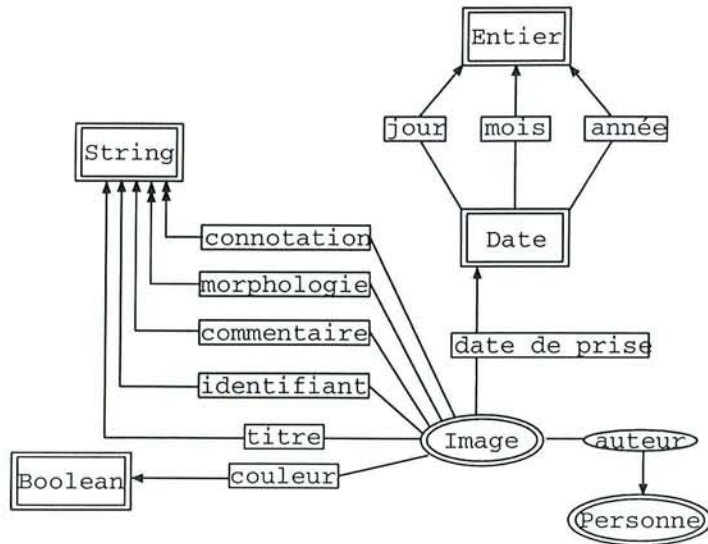 Entier
jour mois année
String
Date
connotation
morphologie
commentaire
date de prise
identifiant
titre
Image
auteur
couleur
Boolean
Personne